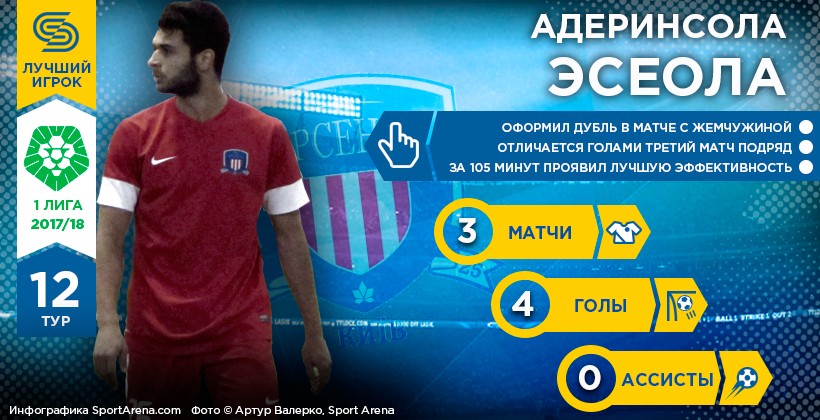 ЛУЧШИЙ
ИГРОК
1 ЛИГА
2017/18
12
ТУР
АДЕРИНСОЛА
ЭСЕОЛА
ОФОРМИЛ ДУБЛЬ В МАТЧЕ С ЖЕМЧУЖИНОЙ
ОТЛИЧАЕТСЯ ГОЛАМИ ТРЕТИЙ МАТЧ ПОДРЯД
ЗА 105 МИНУТ ПРОЯВИЛ ЛУЧШУЮ ЭФФЕКТИВНОСТЬ
3 МАТЧИ
4 ГОЛЫ
0 АССИСТЫ
КИЇВ
Инфографика SportArena.com Фото © Артур Валерко, Sport Arena